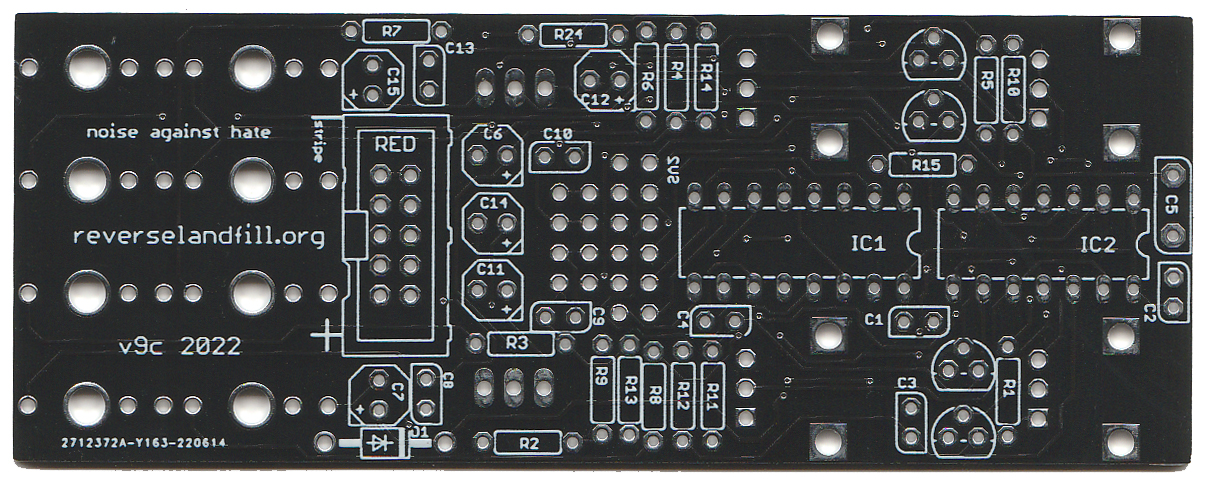 R7
C13
R24
C15
C12
R6
R4
R14
R5
R10
noise against hate
stripe
RED
C6
C10
2V2
R15
C5
C14
reverselandfill.org
IC1
IC2
C11
C9
C4
C1
C2
R3
v9c 2022
C7
C8
R9
R13
R8
R12
R11
C3
R1
D1
2712372A-Y163-220614
R2